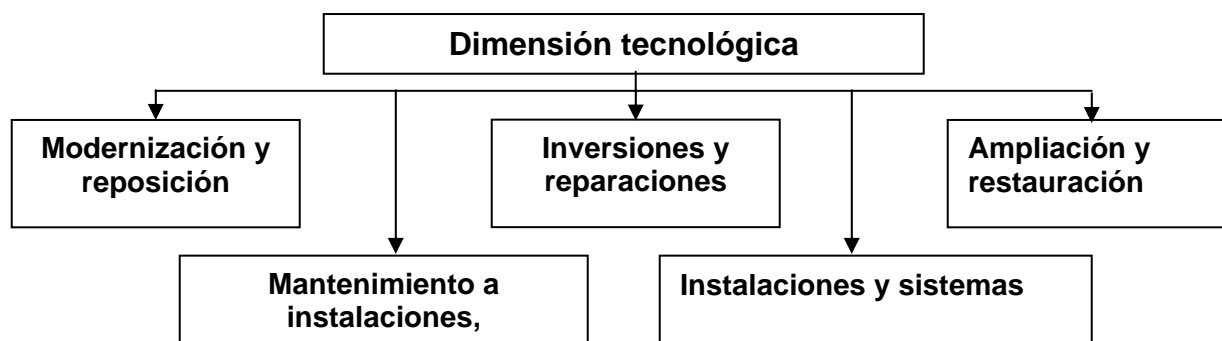 Dimensión tecnológica
Modernización y
reposición
Inversiones y
reparaciones
Ampliación y
restauración
Mantenimiento a
instalaciones,
Instalaciones y sistemas